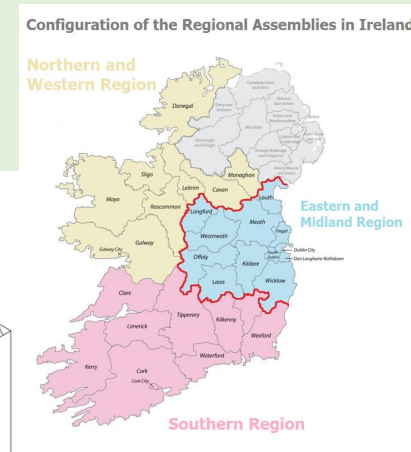 Configuration of the Regional Assemblies in Ireland
Northern and
Western Region
Donegal
Sligo
Leitrim
Cavan
Monaghan
Mayo
Roscommon
Galway City
Galway
Louth
Longford
Meath
Westmeath
Fingal
Eastern and
Midland Region
Dublin City
South
Dublin
Dún Laoghaire-Rathdown
Offaly
Kildare
Laois
Wicklow
Clare
Tipperary
Kilkenny
Wexford
Limerick
Waterford
Kerry
Cork
Cork City
Southern Region